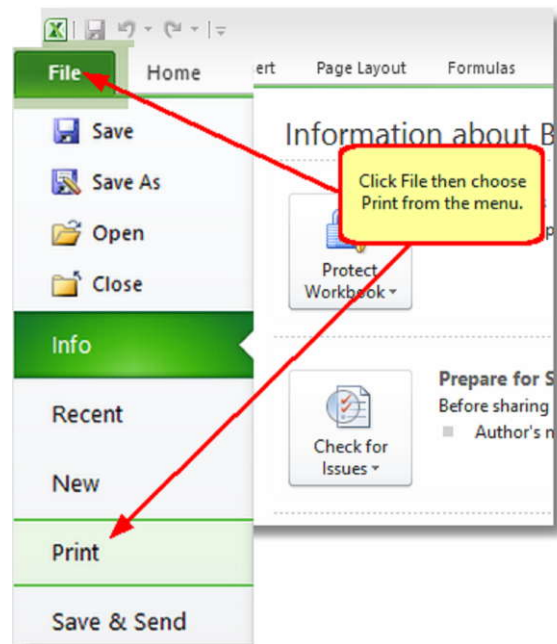 File Home ert Page Layout Formulas
Save
Save As
Open
Close
Info
Recent
New
Print
Save & Send
Information about B
Click File then choose
Print from the menu.
Protect
Workbook
Prepare for S
Before sharing
Author's n
Check for
Issues